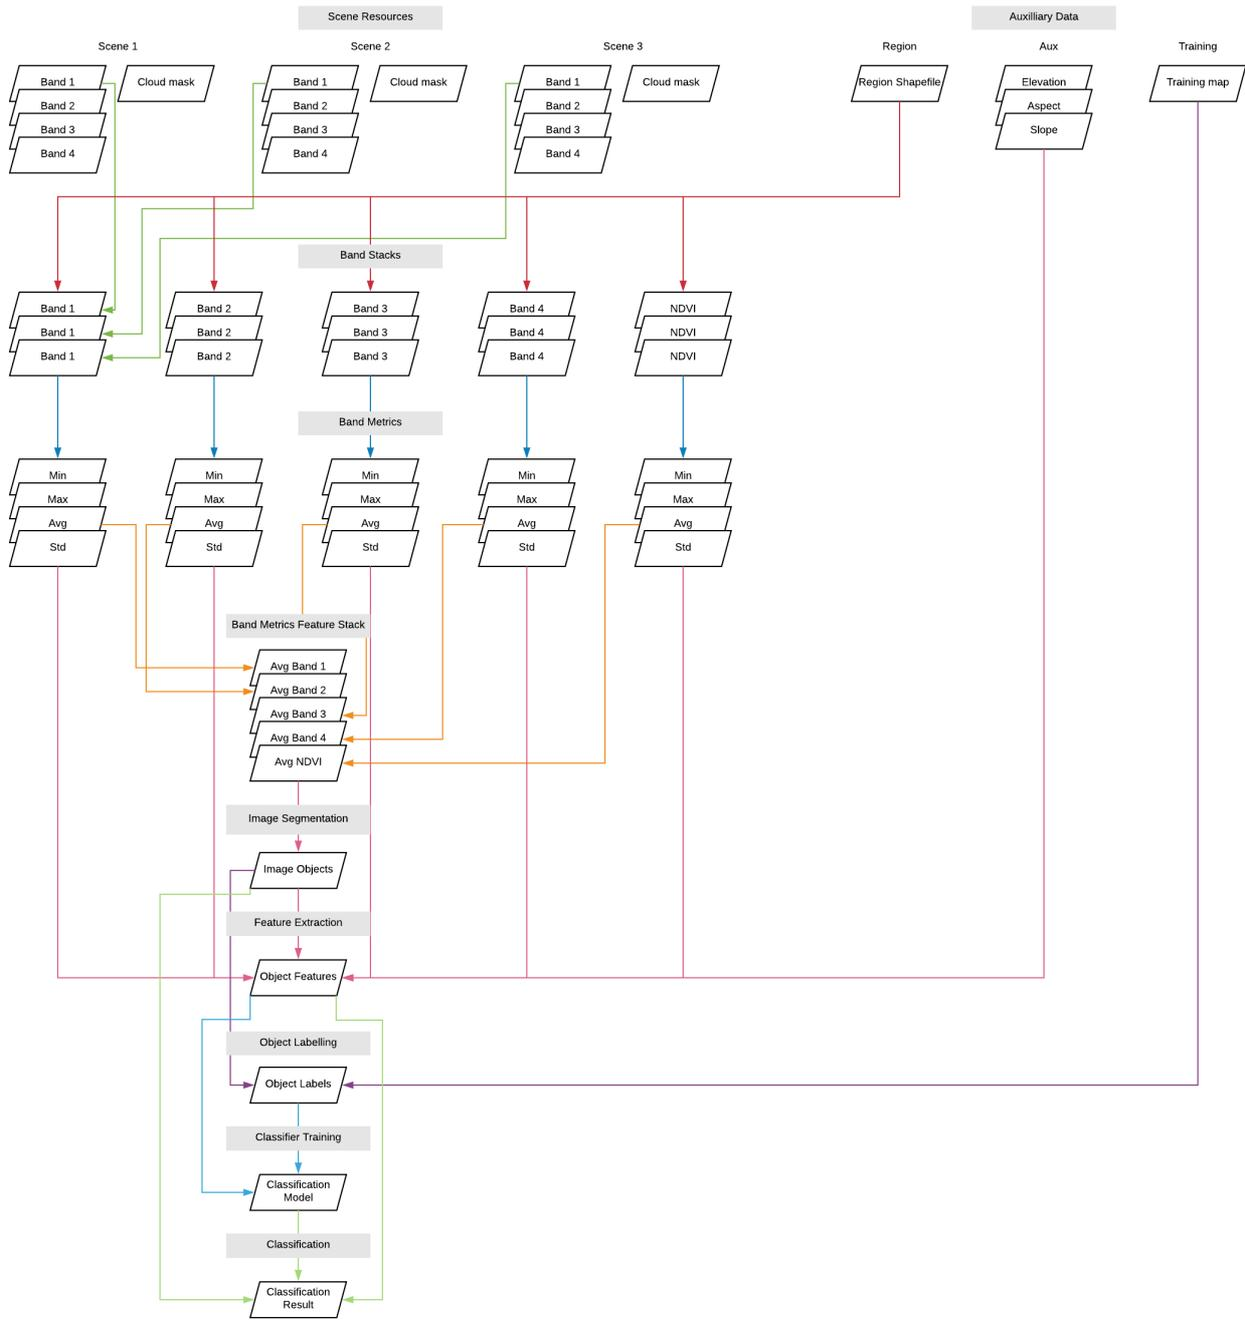 Scene Resources
Auxilliary Data
Scene 1
Scene 2
Scene 3
Region
Aux
Training
Band 1
Cloud mask
Band 1
Cloud mask
Band 1
Cloud mask
Region Shapefile
Elevation
Training map
Band 2
Band 2
Band 2
Aspect
Band 3
Band 3
Band 3
Slope
Band 4
Band 4
Band 4
Band Stacks
Band 1
Band 2
Band 3
Band 4
NDVI
Band 1
Band 2
Band 3
Band 4
NDVI
Band 1
Band 2
Band 3
Band 4
NDVI
Band Metrics
Min
Min
Min
Min
Min
Max
Max
Max
Max
Max
Avg
Avg
Avg
Avg
Avg
Std
Std
Std
Std
Std
Band Metrics Feature Stack
Avg Band 1
Avg Band 2
Avg Band 3
Avg Band 4
Avg NDVI
Image Segmentation
Image Objects
Feature Extraction
Object Features
Object Labelling
Object Labels
Classifier Training
Classification
Model
Classification
Classification
Result